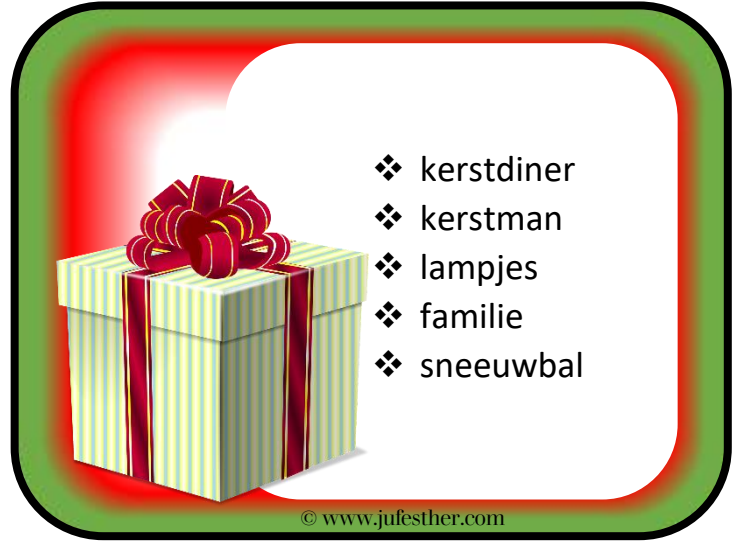 ❖ kerstdiner
❖ kerstman
❖ lampjes
❖ familie
❖ sneeuwbal
© www.jufesther.com